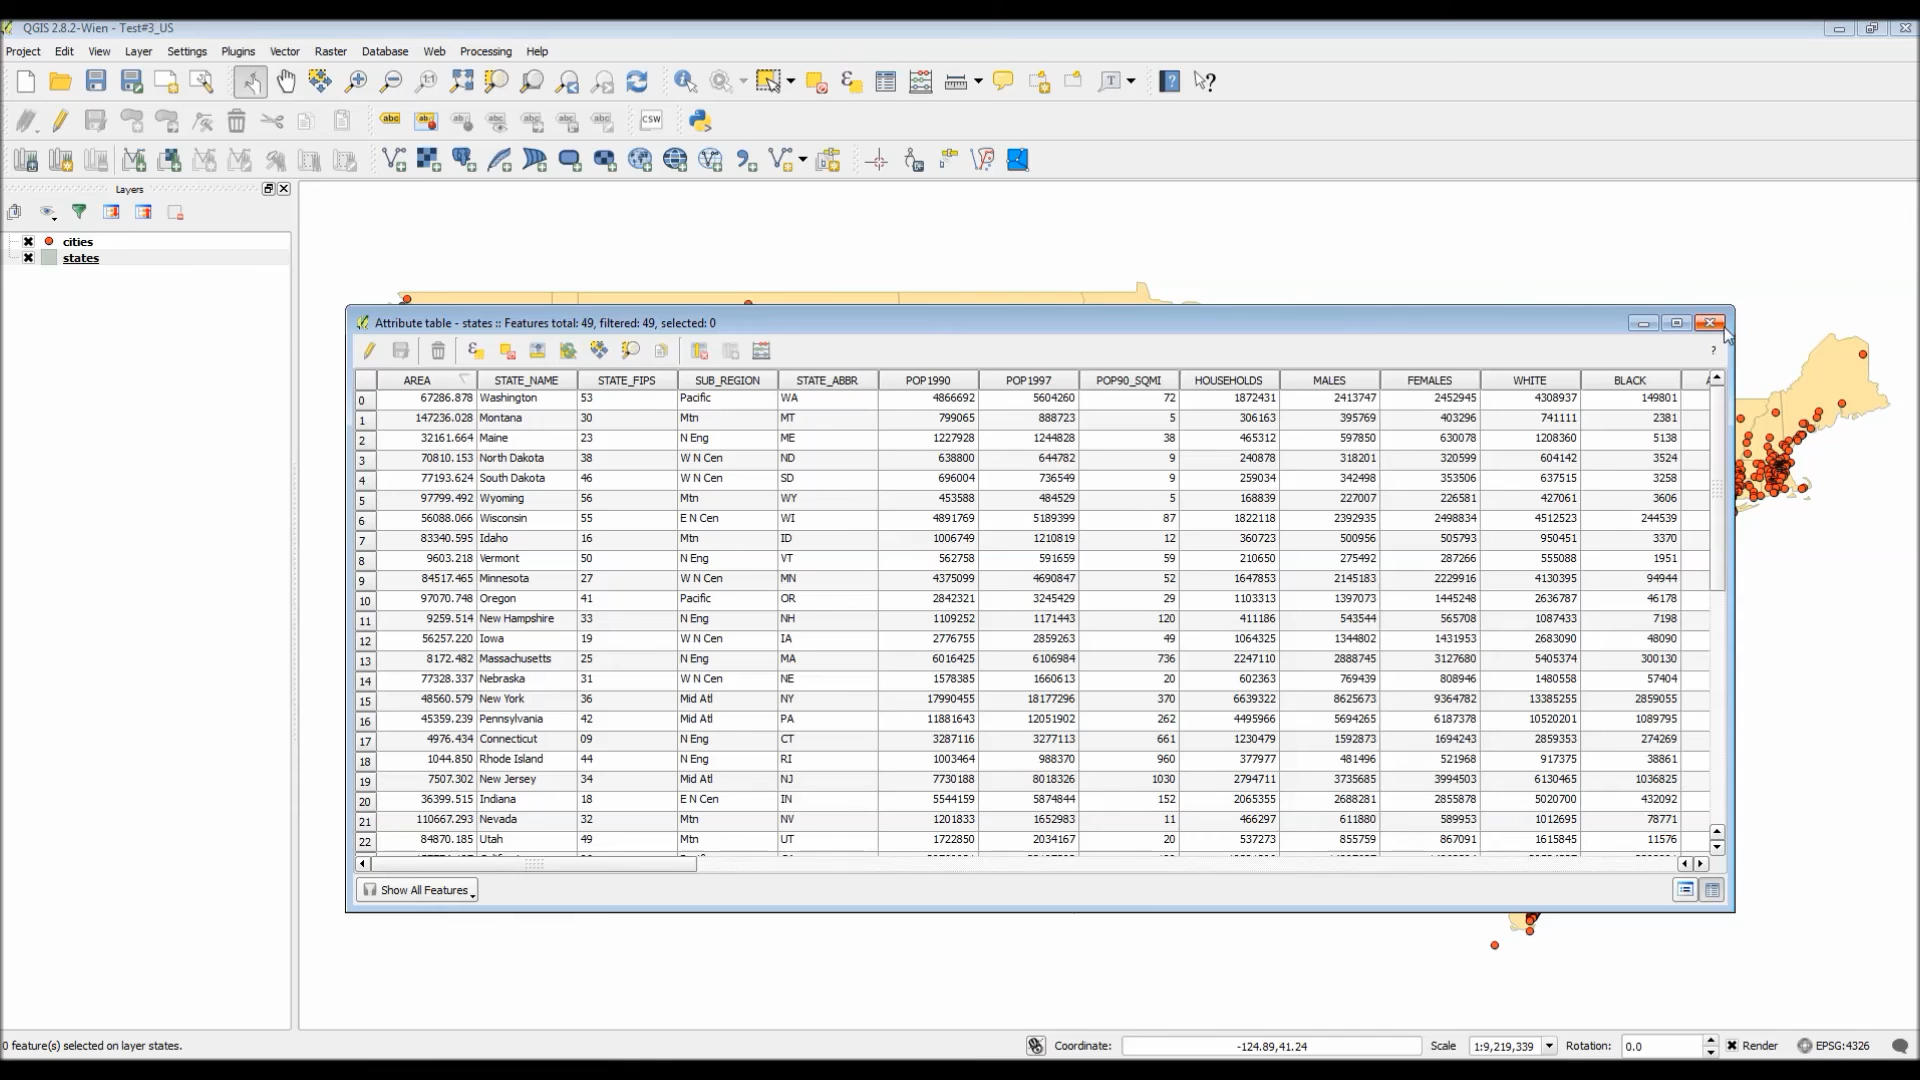 QGIS 2.8.2-Wien - Test#3_US
Project Edit View Layer Settings Plugins Vector Raster Database Web Processing Help
Layers
cities
states
Attribute table - states :: Features total: 49, filtered: 49, selected: 0
AREA STATE_NAME STATE_FIPS SUB_REGION STATE_ABBR POP1990 POP1997 POP90_SQMI HOUSEHOLDS MALES FEMALES WHITE BLACK
0 67286.878 Washington 53 Pacific WA 4866692 5604260 72 1872431 2413747 2452945 4308937 149801
1 147236.028 Montana 30 Mtn MT 799065 888723 5 306163 395769 403296 741111 2381
2 32161.664 Maine 23 N Eng ME 1227928 1244828 38 465312 597850 630078 1208360 5138
3 70810.153 North Dakota 38 W N Cen ND 638800 644782 9 240878 318201 320599 604142 3524
4 77193.624 South Dakota 46 W N Cen SD 696004 736549 9 259034 342498 353506 637515 3258
5 97799.492 Wyoming 56 Mtn WY 453588 484529 5 168839 227007 226581 427061 3606
6 56088.066 Wisconsin 55 E N Cen WI 4891769 5189399 87 1822118 2392935 2498834 4512523 244539
7 83340.595 Idaho 16 Mtn ID 1006749 1210819 12 360723 500956 505793 950451 3370
8 9603.218 Vermont 50 N Eng VT 562758 591659 59 210650 275492 287266 555088 1951
9 84517.465 Minnesota 27 W N Cen MN 4375099 4690847 52 1647853 2145183 2229916 4130395 94944
10 97070.748 Oregon 41 Pacific OR 2842321 3245429 29 1103313 1397073 1445248 2636787 46178
11 9259.514 New Hampshire 33 N Eng NH 1109252 1171443 120 411186 543544 565708 1087433 7198
12 56257.220 Iowa 19 W N Cen IA 2776755 2859263 49 1064325 1344802 1431953 2683090 48090
13 8172.482 Massachusetts 25 N Eng MA 6016425 6106984 736 2247110 2888745 3127680 5405374 300130
14 77328.337 Nebraska 31 W N Cen NE 1578385 1660613 20 602363 769439 808946 1480558 57404
15 48560.579 New York 36 Mid Atl NY 17990455 18177296 370 6639322 8625673 9364782 13385255 2859055
16 45359.239 Pennsylvania 42 Mid Atl PA 11881643 12051902 262 4495966 5694265 6187378 10520201 1089795
17 4976.434 Connecticut 09 N Eng CT 3287116 3277113 661 1230479 1592873 1694243 2859353 274269
18 1044.850 Rhode Island 44 N Eng RI 1003464 988370 960 377977 481496 521968 917375 38861
19 7507.302 New Jersey 34 Mid Atl NJ 7730188 8018326 1030 2794711 3735685 3994503 6130465 1036825
20 36399.515 Indiana 18 E N Cen IN 5544159 5874844 152 2065355 2688281 2855878 5020700 432092
21 110667.293 Nevada 32 Mtn NV 1201833 1652983 11 466297 611880 589953 1012695 78771
22 84870.185 Utah 49 Mtn UT 1722850 2034167 20 537273 855759 867091 1615845 11576
Show All Features
0 feature(s) selected on layer states. Coordinate: -124.89,41.24 Scale 1:9,219,339 Rotation: 0.0 Render EPSG:4326